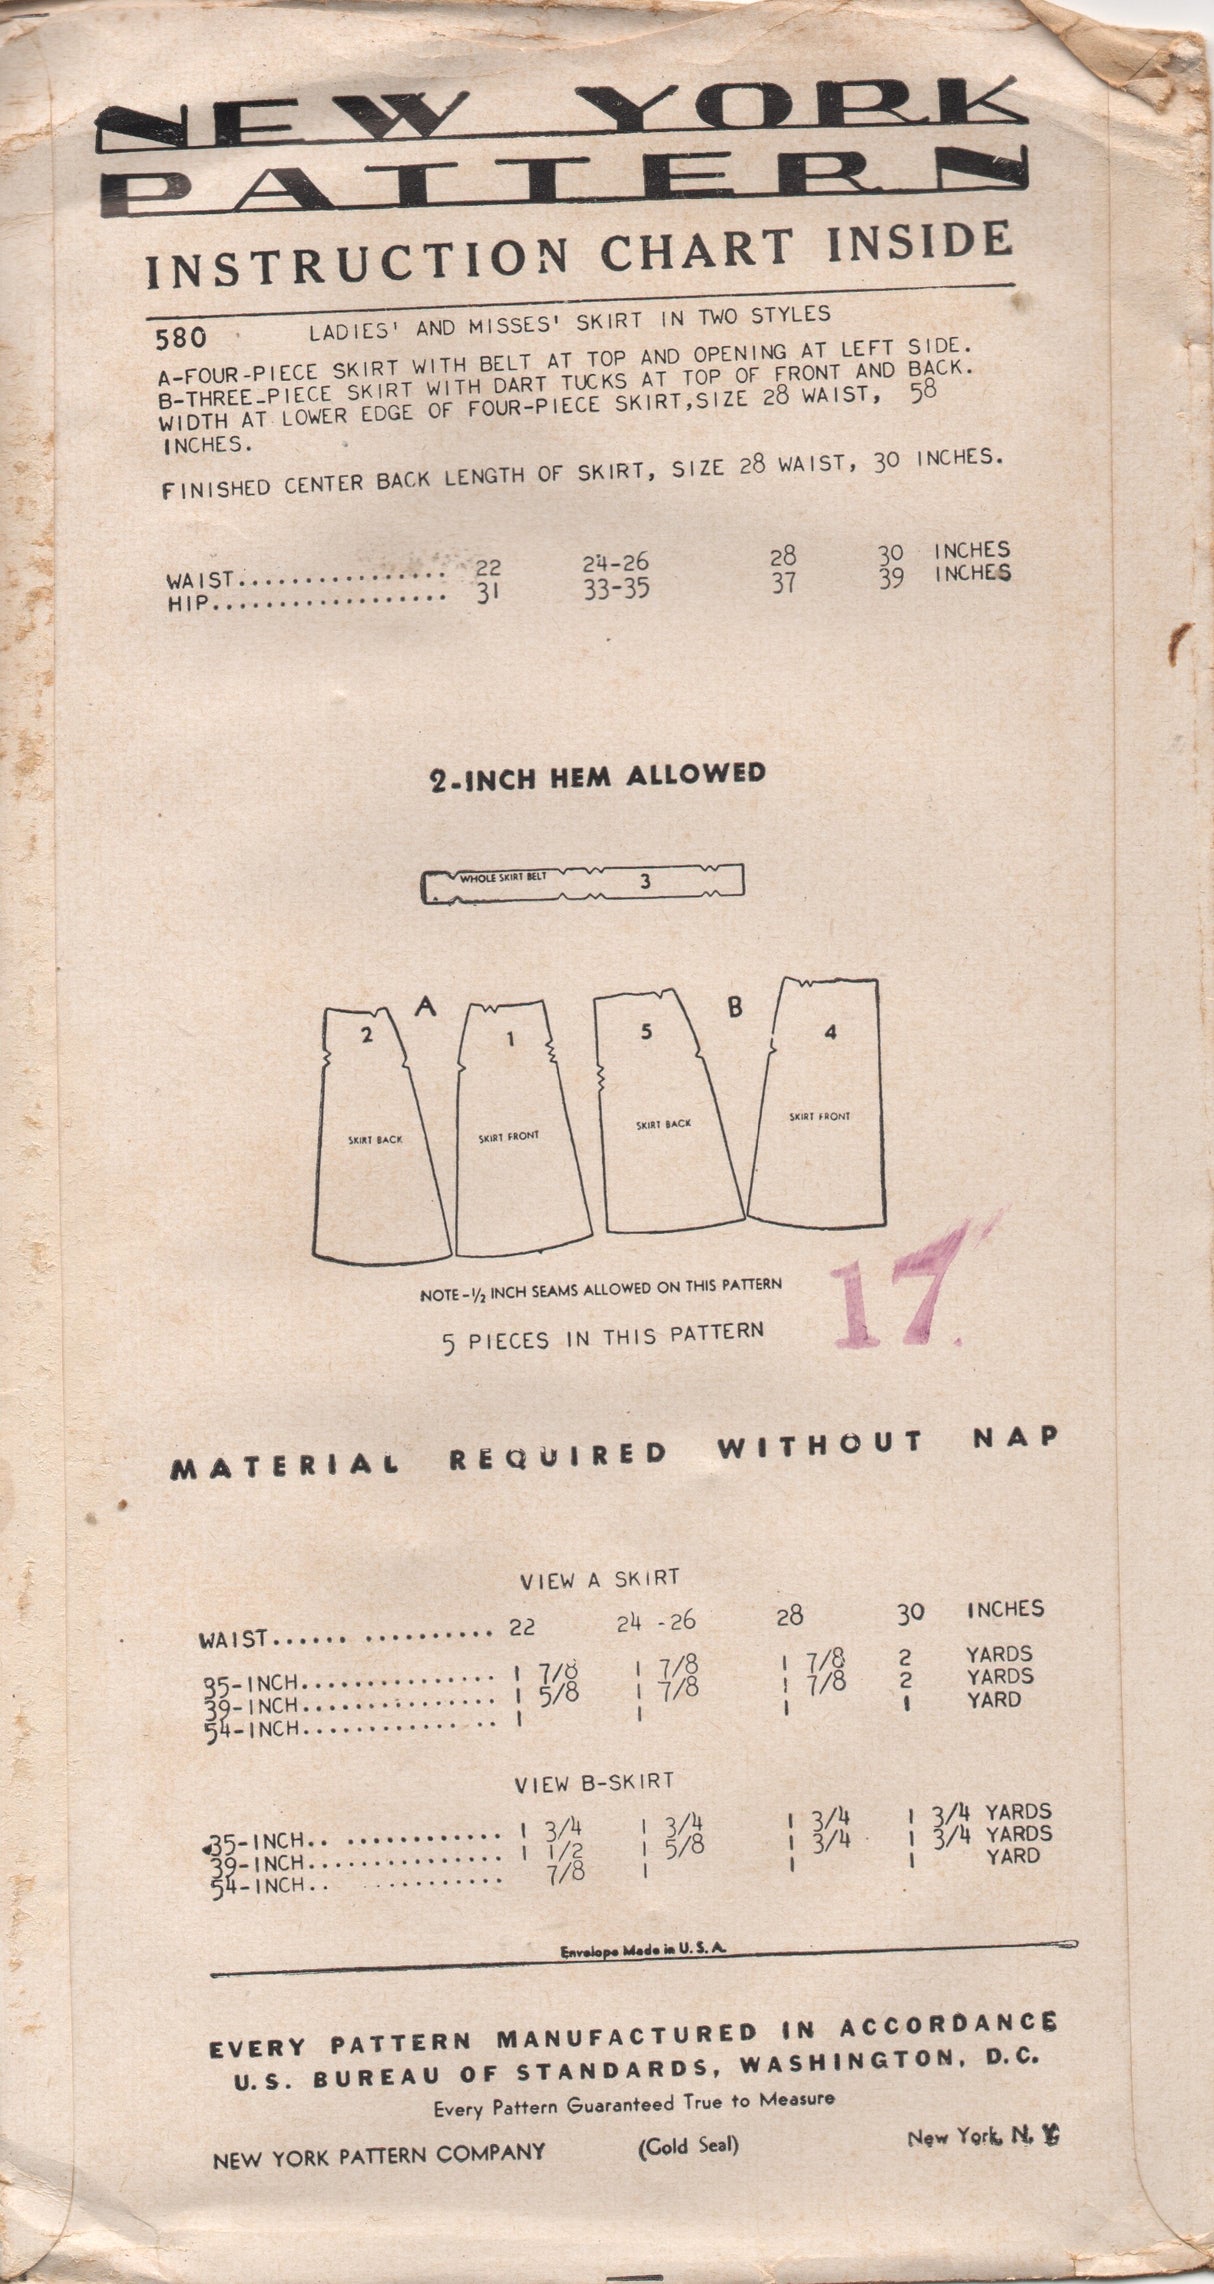 NEW YORK
PATTERN
INSTRUCTION CHART INSIDE
580 LADIES' AND MISSES' SKIRT IN TWO STYLES
A-FOUR-PIECE SKIRT WITH BELT AT TOP AND OPENING AT LEFT SIDE.
B-THREE-PIECE SKIRT WITH DART TUCKS AT TOP OF FRONT AND BACK.
WIDTH AT LOWER EDGE OF FOUR-PIECE SKIRT,SIZE 28 WAIST, 58
INCHES.
FINISHED CENTER BACK LENGTH OF SKIRT, SIZE 28 WAIST, 30 INCHES.
WAIST................ 22 24-26 28 30 INCHES
HIP.................. 31 33-35 37 39 INCHES
2-INCH HEM ALLOWED
WHOLE SKIRT BELT 3
A B
2 1 5 4
SKIRT BACK SKIRT FRONT SKIRT BACK SKIRT FRONT
NOTE-1/2 INCH SEAMS ALLOWED ON THIS PATTERN
17
5 PIECES IN THIS PATTERN
MATERIAL REQUIRED WITHOUT NAP
VIEW A SKIRT
WAIST...... .......... 22 24 -26 28 30 INCHES
35-INCH............... 1 7/8 1 7/8 1 7/8 2 YARDS
39-INCH............... 1 5/8 1 7/8 1 7/8 2 YARDS
54-INCH............ .. 1 1 1 1 YARD
VIEW B-SKIRT
35-INCH.. ............ 1 3/4 1 3/4 1 3/4 1 3/4 YARDS
39-INCH............... 1 1/2 1 5/8 1 3/4 1 3/4 YARDS
54-INCH.. .......... 7/8 1 1 1 YARD
Envelope Made in U. S. A.
EVERY PATTERN MANUFACTURED IN ACCORDANCE
U.S. BUREAU OF STANDARDS, WASHINGTON, D.C.
Every Pattern Guaranteed True to Measure
NEW YORK PATTERN COMPANY (Gold Seal) New York, N. Y.